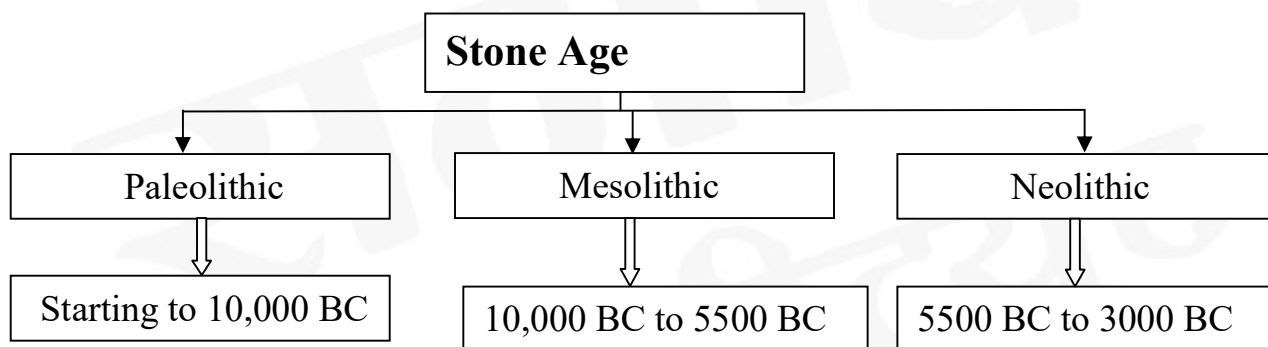 Stone Age
Paleolithic
Mesolithic
Neolithic
Starting to 10,000 BC
10,000 BC to 5500 BC
5500 BC to 3000 BC